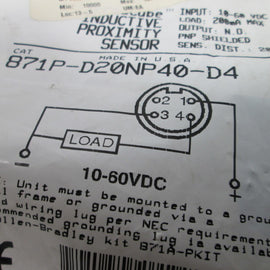 INDUCTIVE
PROXIMITY
SENSOR
INPUT: 10-60 VDC
LOAD: 200mA MAX
OUTPUT: N.O.
PNP SHIELDED
SENS. DIST.:
CAT
MADE IN U.S.A
871P-D20NP40-D4
2 1
3 4
LOAD
- +
10-60VDC
Unit must be mounted to a
frame or grounded via a
wiring lug per NEC requirement
grounding lug is availab
llen-Bradley kit 871A-PKIT